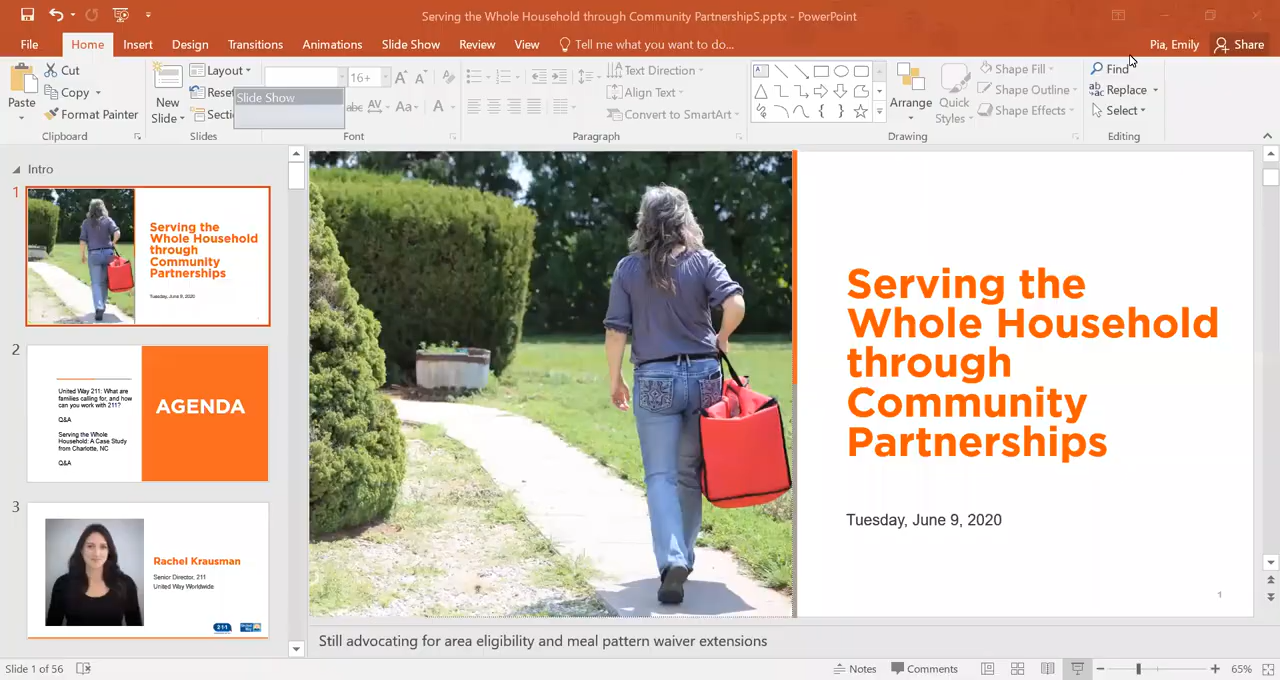 Serving the Whole Household through Community PartnershipS.pptx - PowerPoint
File Home Insert Design Transitions Animations Slide Show Review View Tell me what you want to do... Pia, Emily Share
Paste
Cut
Copy
Format Painter
Clipboard
New
Slide
Layout
Reset
Secti
Slides
Slide Show
16+
abc AV Aa A
Font
Text Direction
Align Text
Convert to SmartArt
Paragraph
Arrange
Quick
Styles
Shape Fill
Shape Outline
Shape Effects
Drawing
Find
Replace
Select
Editing
Intro
1
Serving the
Whole Household
through
Community
Partnerships
Tuesday, June 9, 2020
2
United Way 211: What are
families calling for, and how
can you work with 211?
Q&A
Serving the Whole
Household: A Case Study
from Charlotte, NC
Q&A
AGENDA
3
Rachel Krausman
Senior Director, 211
United Way Worldwide
211
Serving the
Whole Household
through
Community
Partnerships
Tuesday, June 9, 2020
1
Still advocating for area eligibility and meal pattern waiver extensions
Slide 1 of 56
Notes Comments 65%